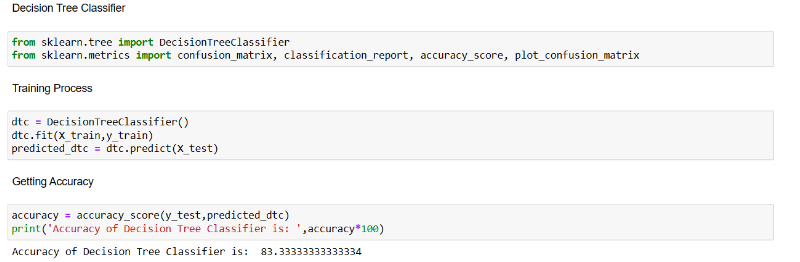 Decision Tree Classifier
from sklearn.tree import DecisionTreeClassifier
from sklearn.metrics import confusion_matrix, classification_report, accuracy_score, plot_confusion_matrix
Training Process
dtc = DecisionTreeClassifier()
dtc.fit(X_train,y_train)
predicted_dtc = dtc.predict(X_test)
Getting Accuracy
accuracy = accuracy_score(y_test,predicted_dtc)
print('Accuracy of Decision Tree Classifier is: ',accuracy*100)
Accuracy of Decision Tree Classifier is:  83.33333333333334